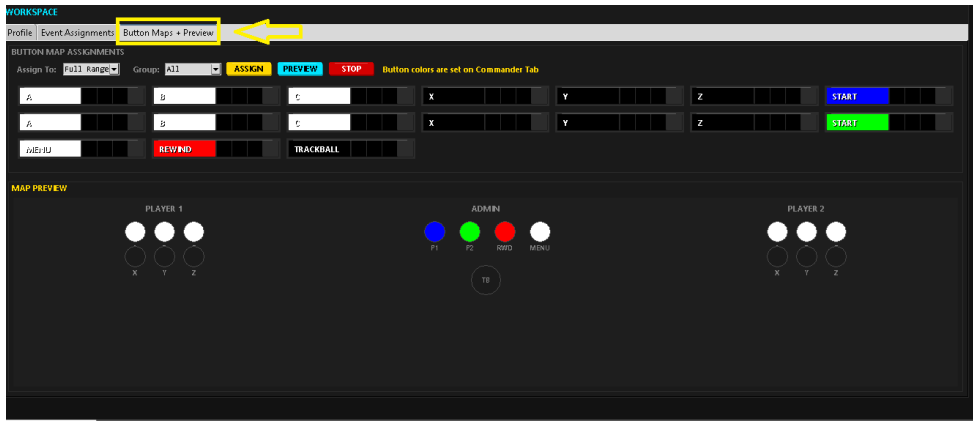 WORKSPACE
Profile Event Assignments Button Maps + Preview
BUTTON MAP ASSIGNMENTS
Assign To: Full Range Group: All ASSIGN PREVIEW STOP Button colors are set on Commander Tab
A B C X Y Z START
A B C X Y Z START
MENU REWIND TRACKBALL
MAP PREVIEW
PLAYER 1 ADMIN PLAYER 2
P1 P2 RWD MENU
X Y Z TB X Y Z